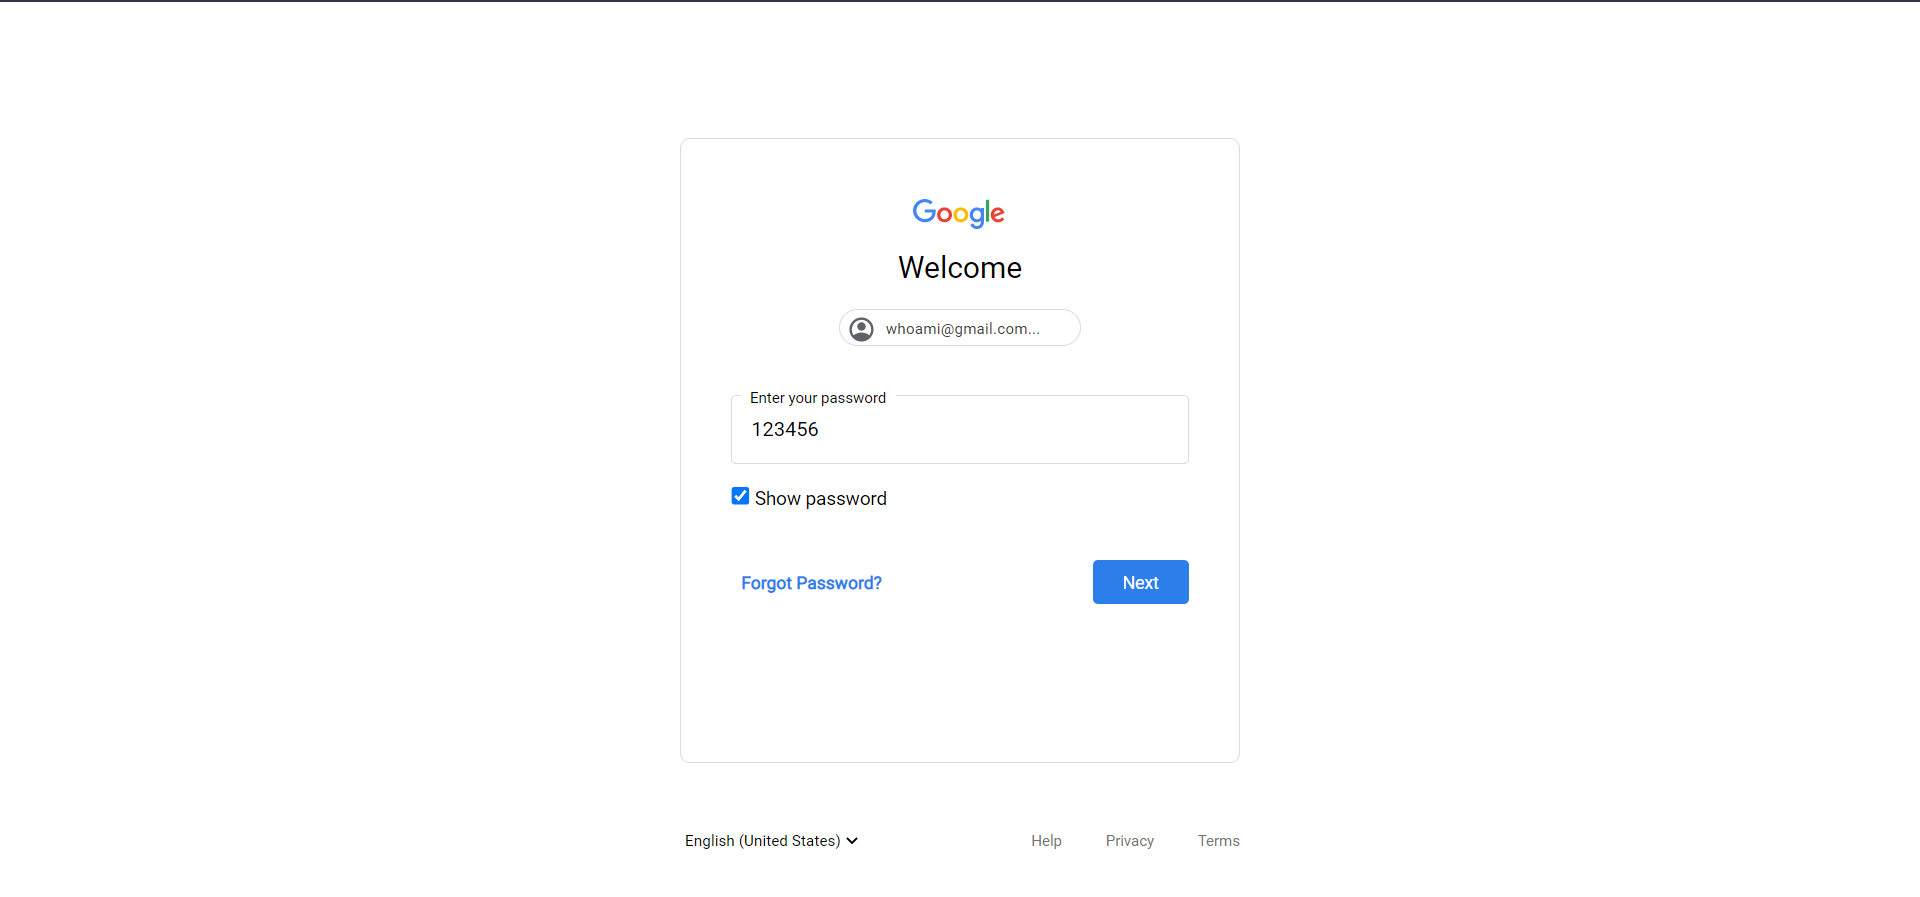 Google
Welcome
whoami@gmail.com...
Enter your password
123456
Show password
Forgot Password?
Next
English (United States)
Help
Privacy
Terms